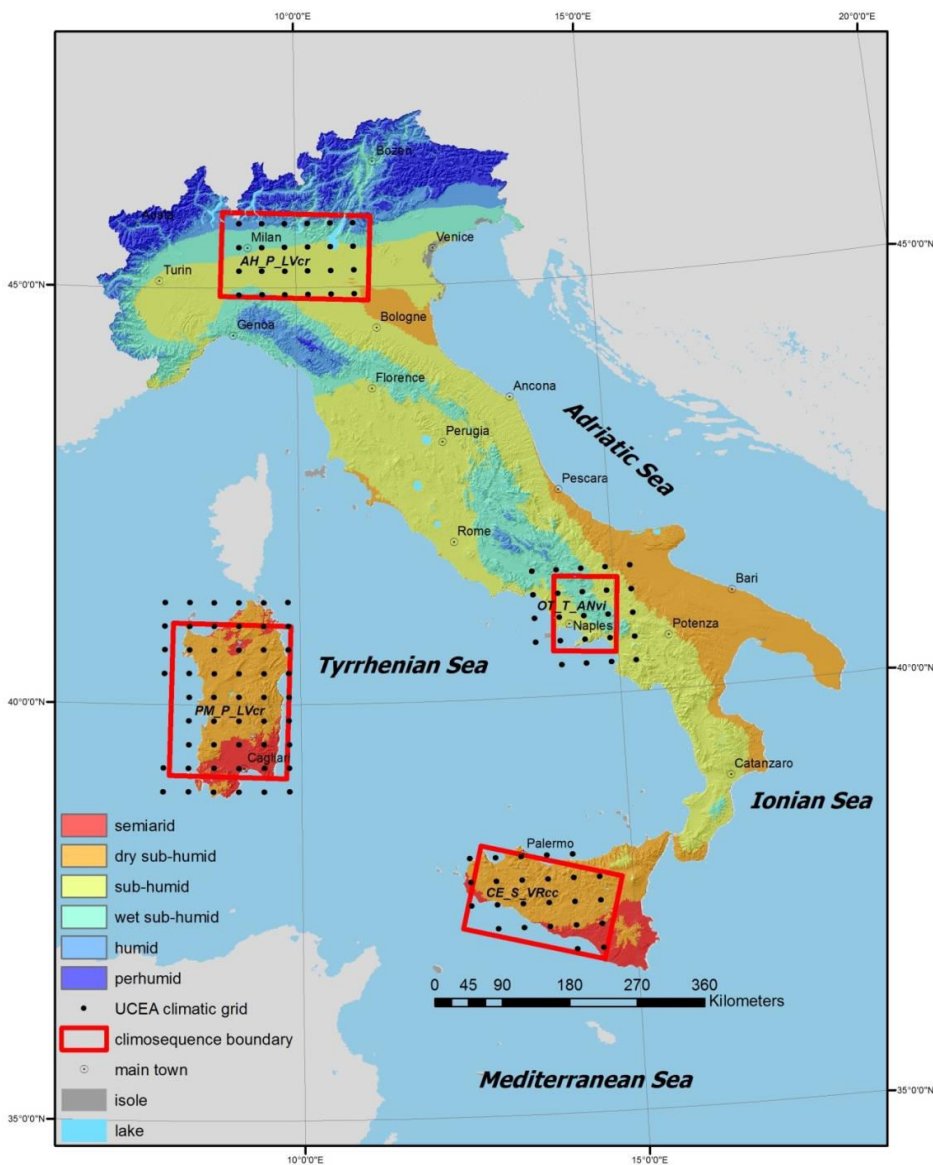 10°0'0"E
15°0'0"E
20°0'0"E
Bozen
Aosta
Milan
Venice
45°0'0"N
AH_P_LVcr
Turin
45°0'0"N
Bologne
Genoa
Florence
Ancona
Adriatic Sea
Perugia
Pescara
Rome
Bari
OT_T_ANvi
Naples
Potenza
Tyrrhenian Sea
40°0'0"N
40°0'0"N
PM_P_LVcr
Cagliari
Catanzaro
Ionian Sea
semiarid
dry sub-humid
Palermo
sub-humid
CE_S_VRcc
wet sub-humid
humid
perhumid
0 45 90 180 270 360
Kilometers
UCEA climatic grid
climosequence boundary
main town
Mediterranean Sea
isole
35°0'0"N
35°0'0"N
lake
10°0'0"E
15°0'0"E